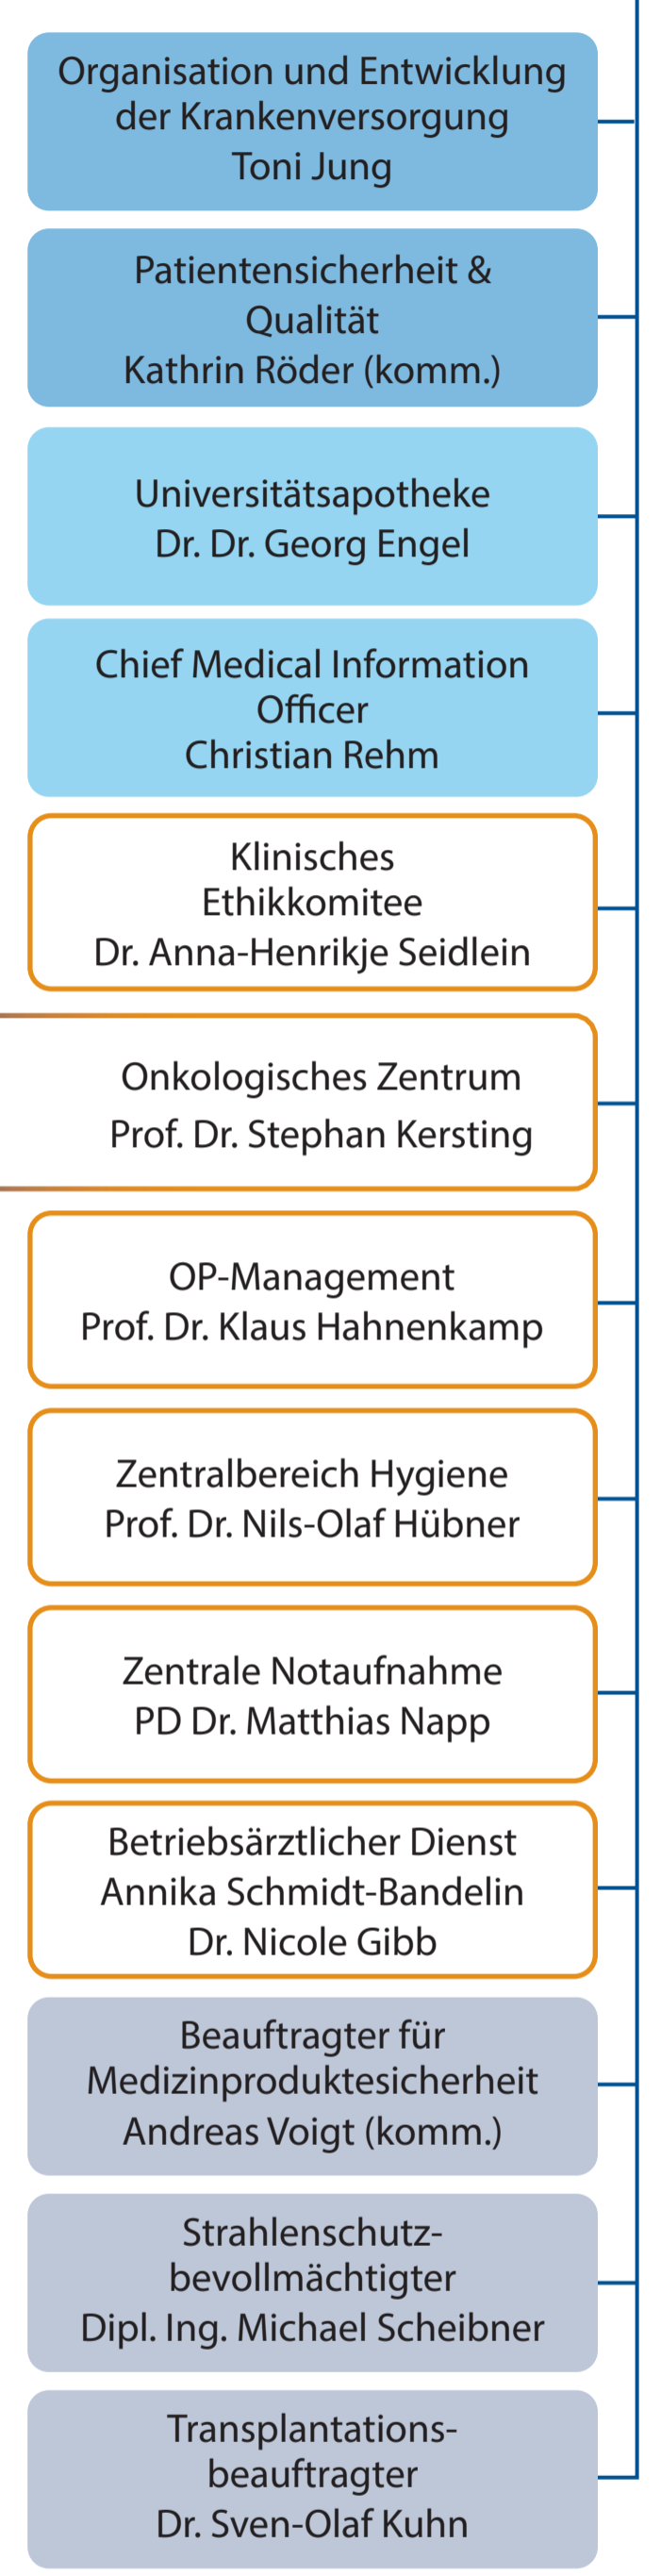 Organisation und Entwicklung
der Krankenversorgung
Toni Jung
Patientensicherheit &
Qualität
Kathrin Röder (komm.)
Universitätsapotheke
Dr. Dr. Georg Engel
Chief Medical Information
Officer
Christian Rehm
Klinisches
Ethikkomitee
Dr. Anna-Henrikje Seidlein
Onkologisches Zentrum
Prof. Dr. Stephan Kersting
OP-Management
Prof. Dr. Klaus Hahnenkamp
Zentralbereich Hygiene
Prof. Dr. Nils-Olaf Hübner
Zentrale Notaufnahme
PD Dr. Matthias Napp
Betriebsärztlicher Dienst
Annika Schmidt-Bandelin
Dr. Nicole Gibb
Beauftragter für
Medizinproduktesicherheit
Andreas Voigt (komm.)
Strahlenschutz-
bevollmächtigter
Dipl. Ing. Michael Scheibner
Transplantations-
beauftragter
Dr. Sven-Olaf Kuhn